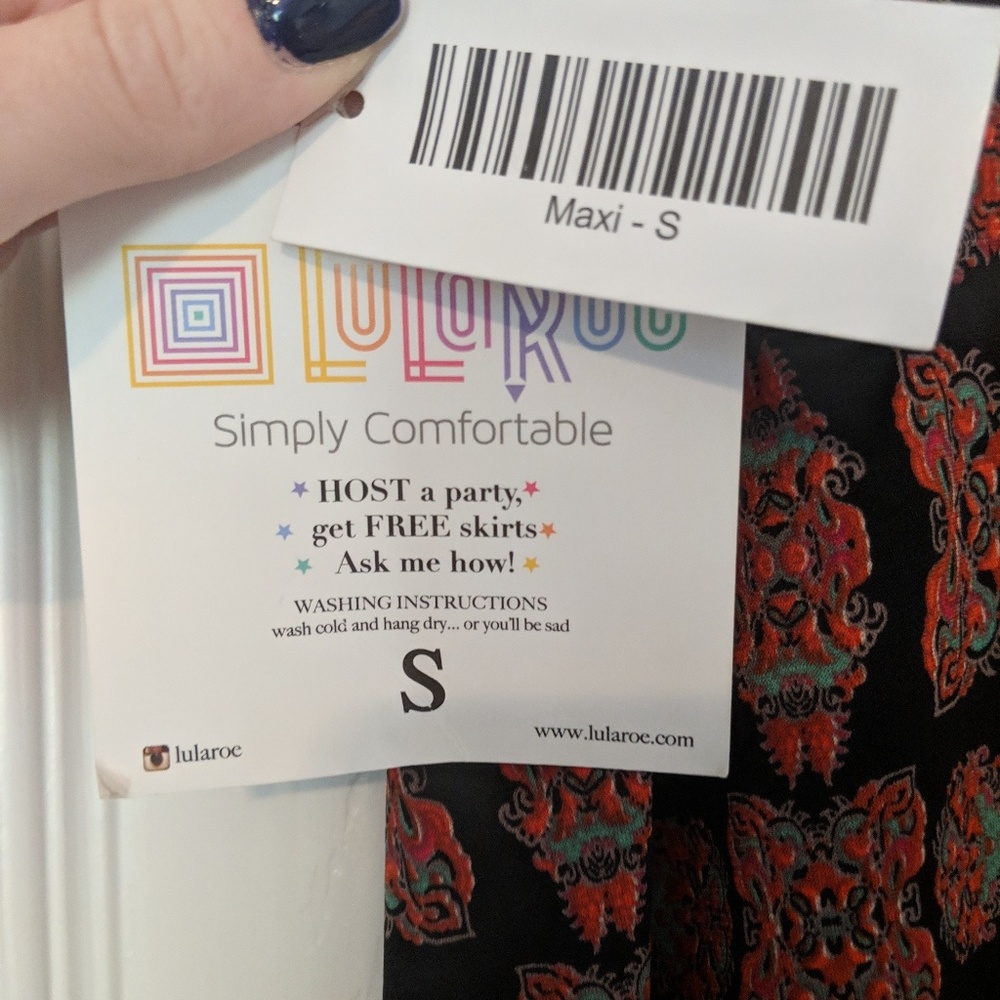 Maxi - S
LuLaRoe
Simply Comfortable
HOST a party,
get FREE skirts
Ask me how!
WASHING INSTRUCTIONS
wash cold and hang dry... or you'll be sad
S
www.lularoe.com
lularoe